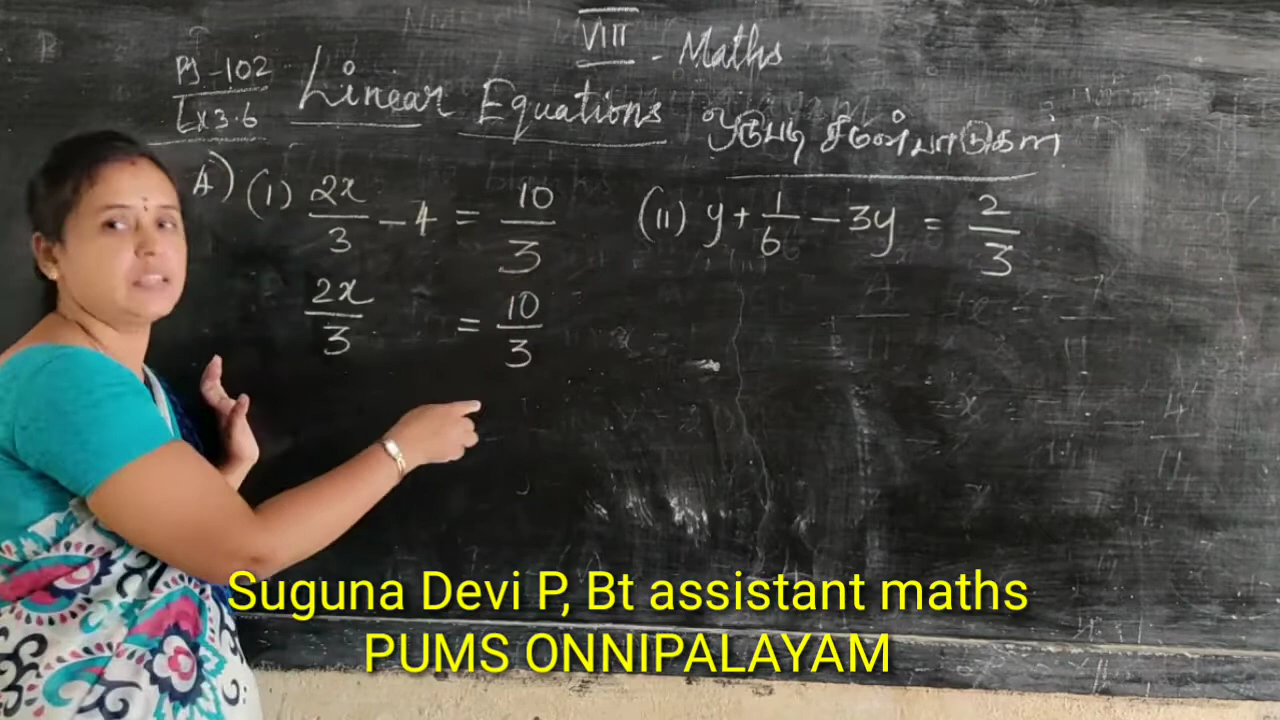 VIII - Maths
Pg - 102
Ex 3.6
Linear Equations ஒருபடி சமன்பாடுகள்
A) (i) 2x/3 - 4 = 10/3
(ii) y + 1/6 - 3y = 2/3
2x/3 = 10/3
Suguna Devi P, Bt assistant maths
PUMS ONNIPALAYAM